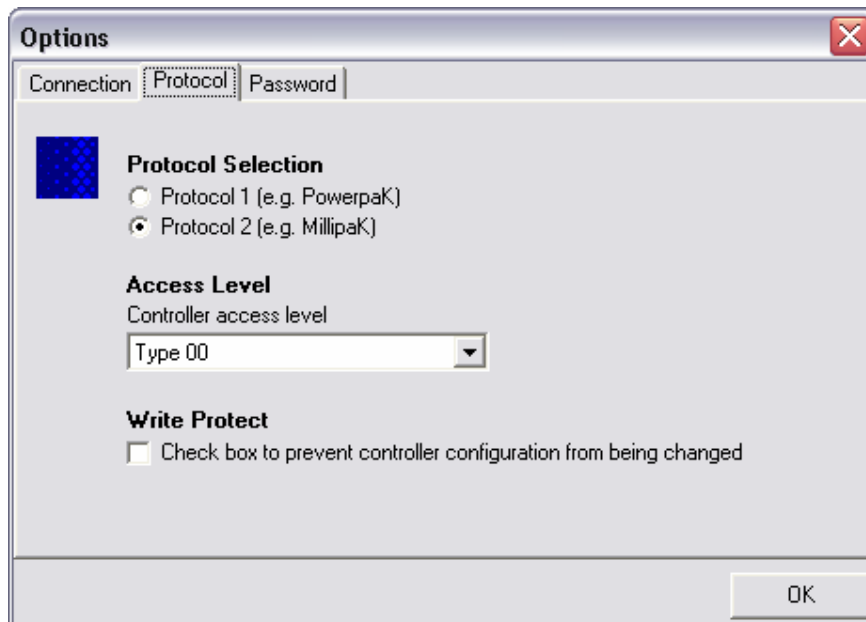 Options
Connection Protocol Password
Protocol Selection
Protocol 1 (e.g. PowerpaK)
Protocol 2 (e.g. MillipaK)
Access Level
Controller access level
Type 00
Write Protect
Check box to prevent controller configuration from being changed
OK